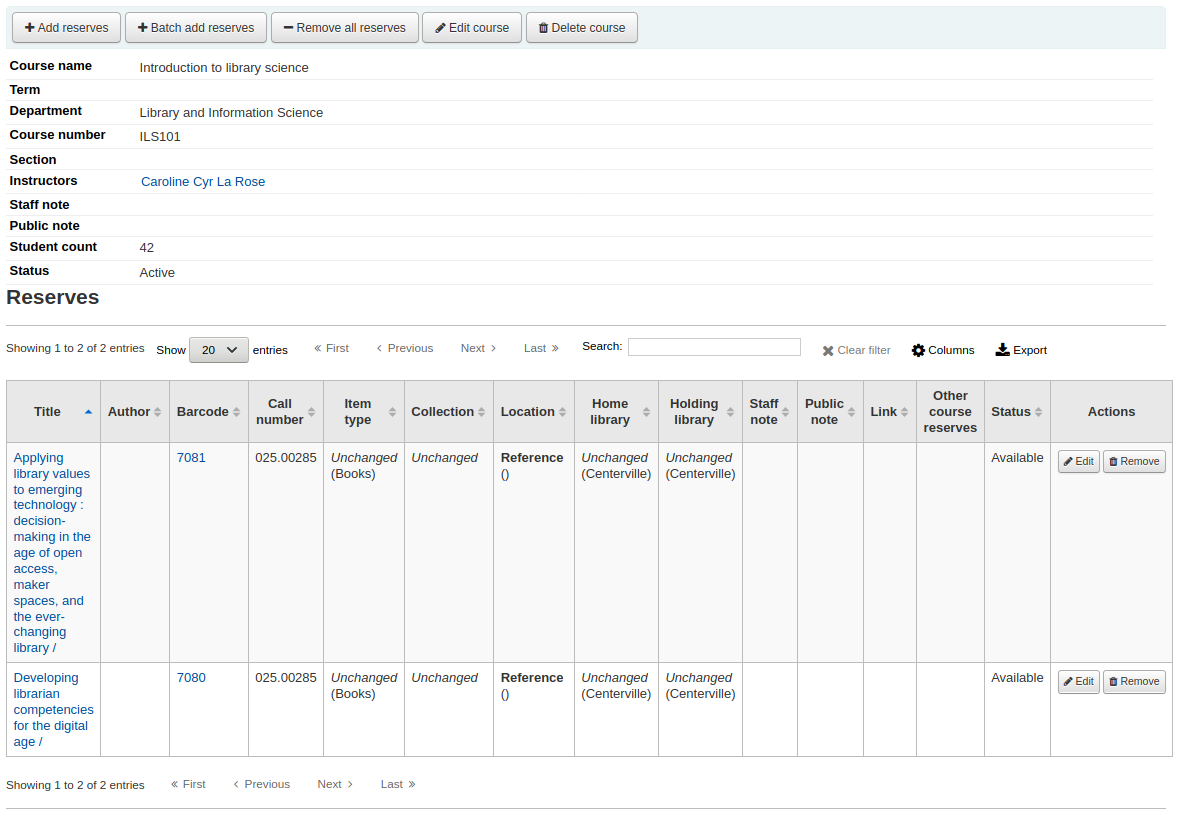 Add reserves Batch add reserves Remove all reserves Edit course Delete course
Course name Introduction to library science
Term
Department Library and Information Science
Course number ILS101
Section
Instructors Caroline Cyr La Rose
Staff note
Public note
Student count 42
Status Active
Reserves
Showing 1 to 2 of 2 entries Show 20 entries « First ‹ Previous Next › Last » Search: Clear filter Columns Export
Title Author Barcode Call number Item type Collection Location Home library Holding library Staff note Public note Link Other course reserves Status Actions
Applying 7081 025.00285 Unchanged Unchanged Reference Unchanged Unchanged Available Edit Remove
library values (Books) () (Centerville) (Centerville)
to emerging
technology :
decision-
making in the
age of open
access,
maker
spaces, and
the ever-
changing
library /
Developing 7080 025.00285 Unchanged Unchanged Reference Unchanged Unchanged Available Edit Remove
librarian (Books) () (Centerville) (Centerville)
competencies
for the digital
age /
Showing 1 to 2 of 2 entries « First ‹ Previous Next › Last »